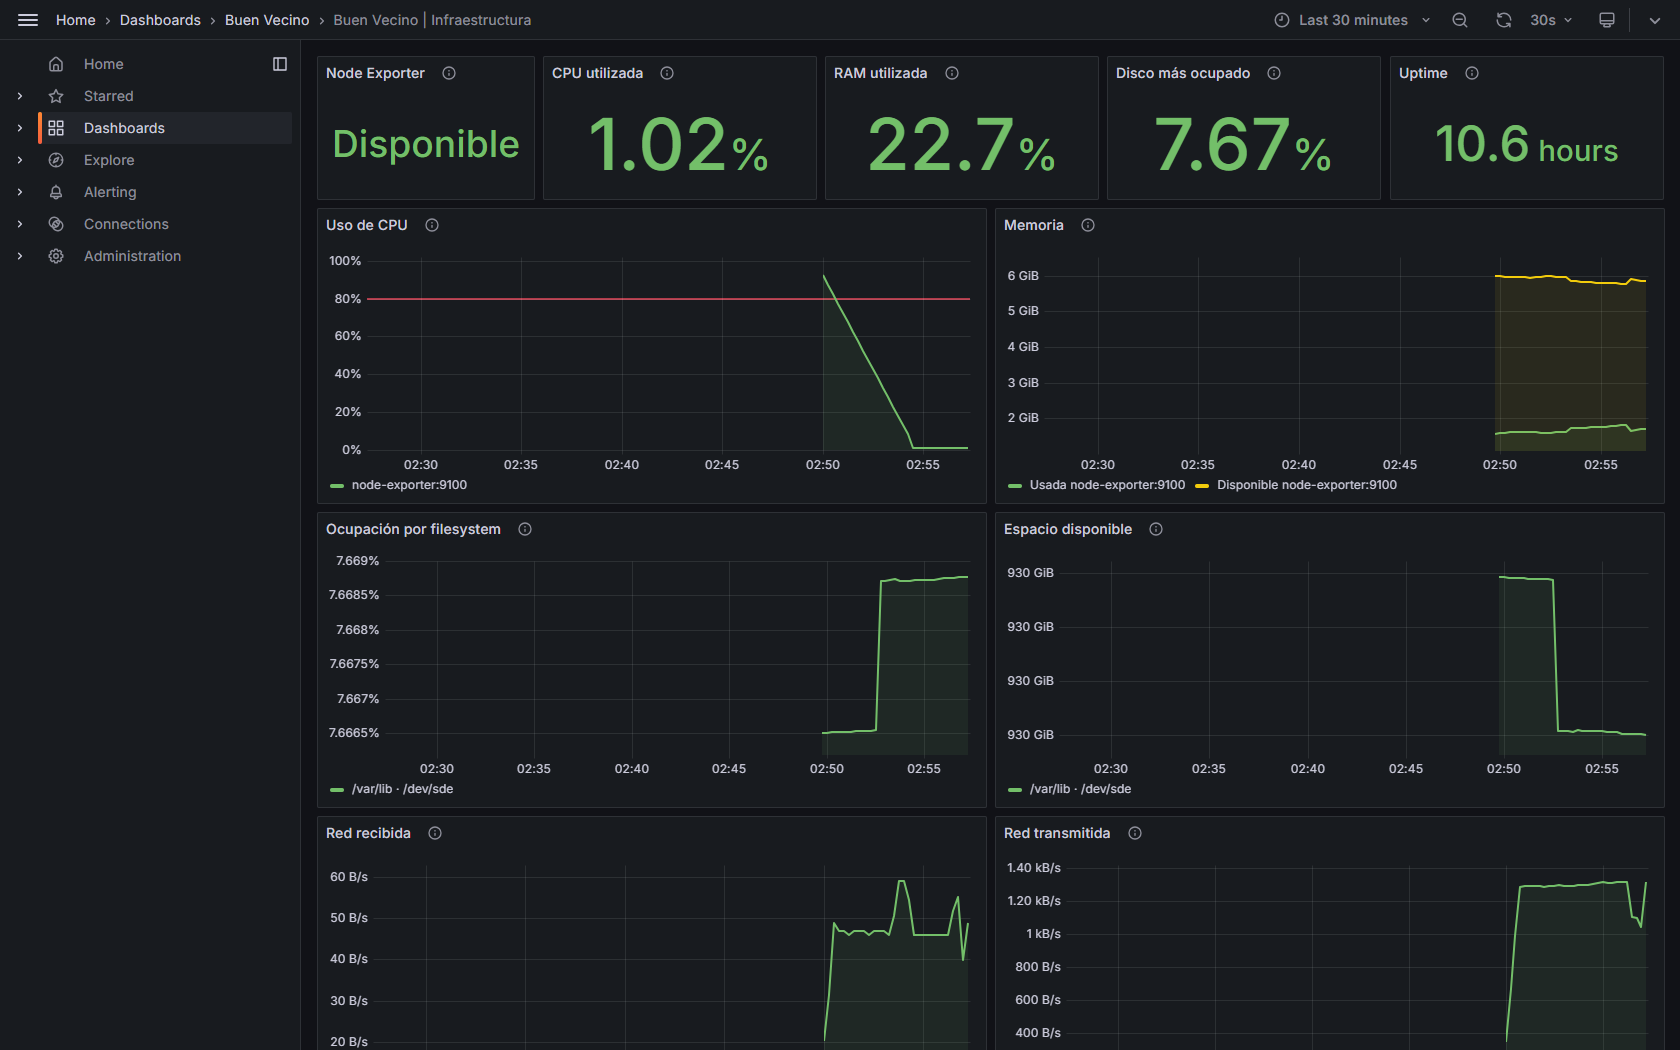 Home › Dashboards › Buen Vecino › Buen Vecino | Infraestructura
Last 30 minutes
30s
Home
Starred
Dashboards
Explore
Alerting
Connections
Administration
Node Exporter
Disponible
CPU utilizada
1.02%
RAM utilizada
22.7%
Disco más ocupado
7.67%
Uptime
10.6 hours
Uso de CPU
100%
80%
60%
40%
20%
0%
02:30 02:35 02:40 02:45 02:50 02:55
node-exporter:9100
Memoria
6 GiB
5 GiB
4 GiB
3 GiB
2 GiB
02:30 02:35 02:40 02:45 02:50 02:55
Usada node-exporter:9100 Disponible node-exporter:9100
Ocupación por filesystem
7.669%
7.6685%
7.668%
7.6675%
7.667%
7.6665%
02:30 02:35 02:40 02:45 02:50 02:55
/var/lib · /dev/sde
Espacio disponible
930 GiB
930 GiB
930 GiB
930 GiB
02:30 02:35 02:40 02:45 02:50 02:55
/var/lib · /dev/sde
Red recibida
60 B/s
50 B/s
40 B/s
30 B/s
20 B/s
Red transmitida
1.40 kB/s
1.20 kB/s
1 kB/s
800 B/s
600 B/s
400 B/s